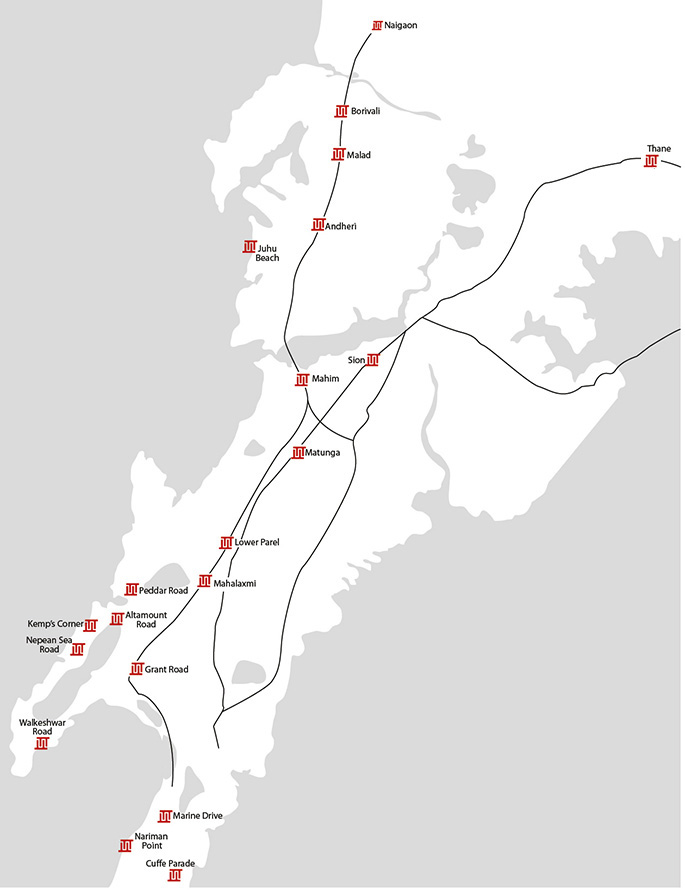 Naigaon
Borivali
Thane
Malad
Andheri
Juhu
Beach
Sion
Mahim
Matunga
Lower Parel
Mahalaxmi
Peddar Road
Altamount
Road
Kemp's Corner
Nepean Sea
Road
Grant Road
Walkeshwar
Road
Marine Drive
Nariman
Point
Cuffe Parade